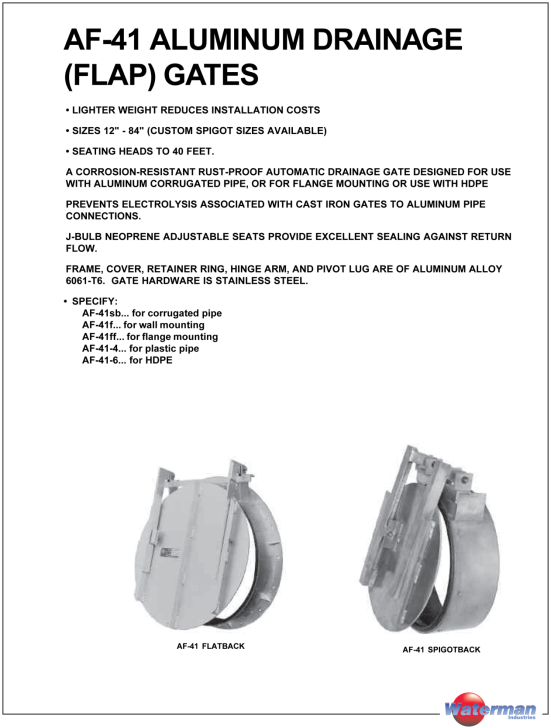 AF-41 ALUMINUM DRAINAGE
(FLAP) GATES
• LIGHTER WEIGHT REDUCES INSTALLATION COSTS
• SIZES 12" - 84" (CUSTOM SPIGOT SIZES AVAILABLE)
• SEATING HEADS TO 40 FEET.
A CORROSION-RESISTANT RUST-PROOF AUTOMATIC DRAINAGE GATE DESIGNED FOR USE
WITH ALUMINUM CORRUGATED PIPE, OR FOR FLANGE MOUNTING OR USE WITH HDPE
PREVENTS ELECTROLYSIS ASSOCIATED WITH CAST IRON GATES TO ALUMINUM PIPE
CONNECTIONS.
J-BULB NEOPRENE ADJUSTABLE SEATS PROVIDE EXCELLENT SEALING AGAINST RETURN
FLOW.
FRAME, COVER, RETAINER RING, HINGE ARM, AND PIVOT LUG ARE OF ALUMINUM ALLOY
6061-T6. GATE HARDWARE IS STAINLESS STEEL.
• SPECIFY:
AF-41sb... for corrugated pipe
AF-41f... for wall mounting
AF-41ff... for flange mounting
AF-41-4... for plastic pipe
AF-41-6... for HDPE
AF-41 FLATBACK
AF-41 SPIGOTBACK
Waterman
Industries